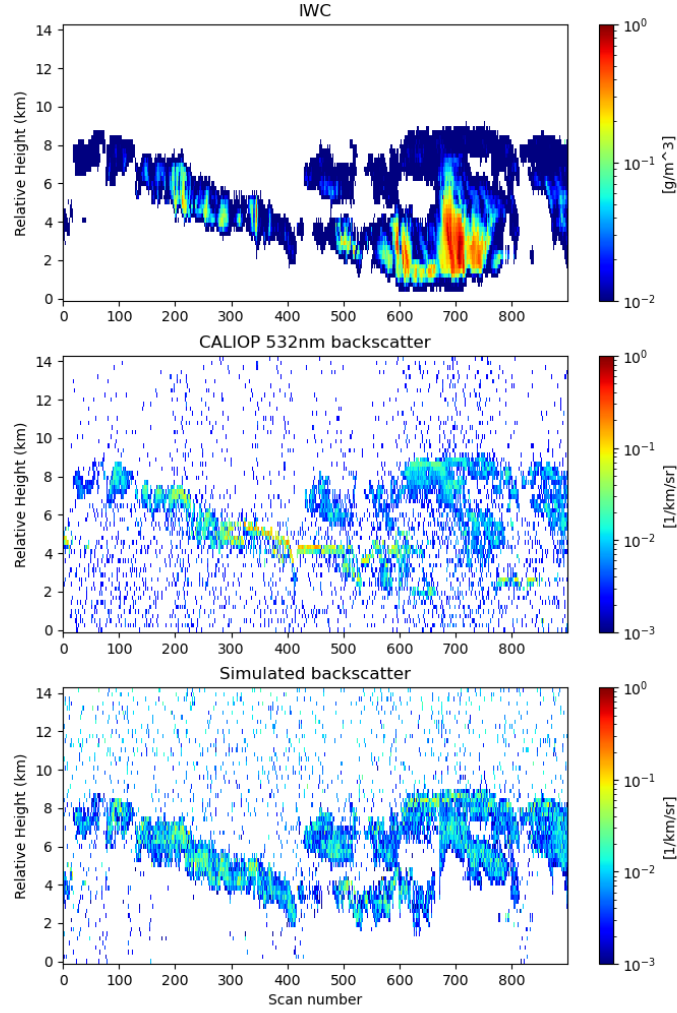 IWC
Relative Height (km)
14
12
10
8
6
4
2
0
0 100 200 300 400 500 600 700 800
10^0
10^-1
10^-2
[g/m^3]
CALIOP 532nm backscatter
Relative Height (km)
14
12
10
8
6
4
2
0
0 100 200 300 400 500 600 700 800
10^0
10^-1
10^-2
10^-3
[1/km/sr]
Simulated backscatter
Relative Height (km)
14
12
10
8
6
4
2
0
0 100 200 300 400 500 600 700 800
Scan number
10^0
10^-1
10^-2
10^-3
[1/km/sr]